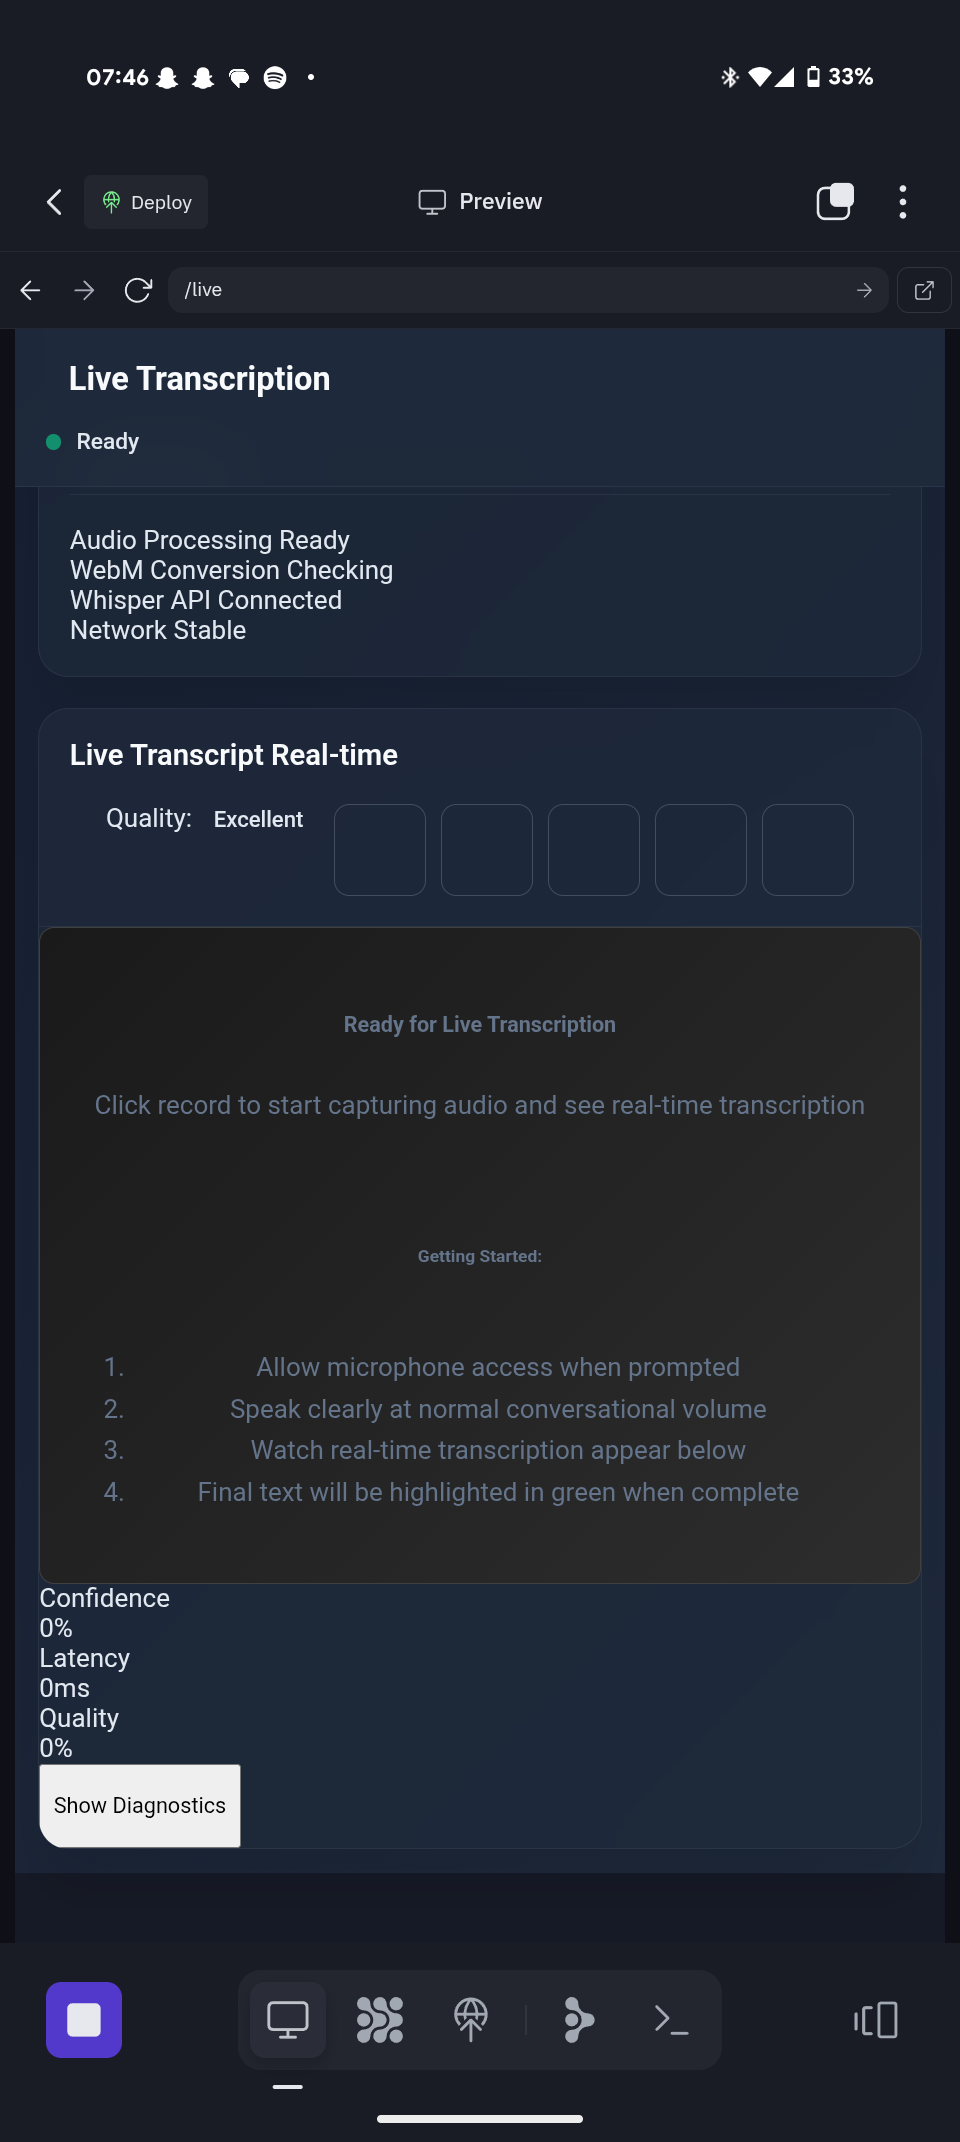 07:46
33%
Deploy
Preview
/live
Live Transcription
Ready
Audio Processing Ready
WebM Conversion Checking
Whisper API Connected
Network Stable
Live Transcript Real-time
Quality: Excellent
Ready for Live Transcription
Click record to start capturing audio and see real-time transcription
Getting Started:
1. Allow microphone access when prompted
2. Speak clearly at normal conversational volume
3. Watch real-time transcription appear below
4. Final text will be highlighted in green when complete
Confidence
0%
Latency
0ms
Quality
0%
Show Diagnostics